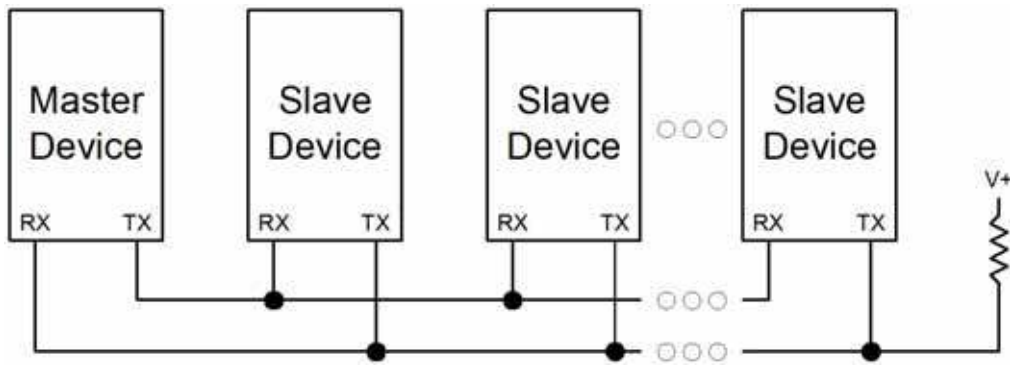 Master
Device
RX TX
Slave
Device
RX TX
Slave
Device
RX TX
Slave
Device
RX TX
V+